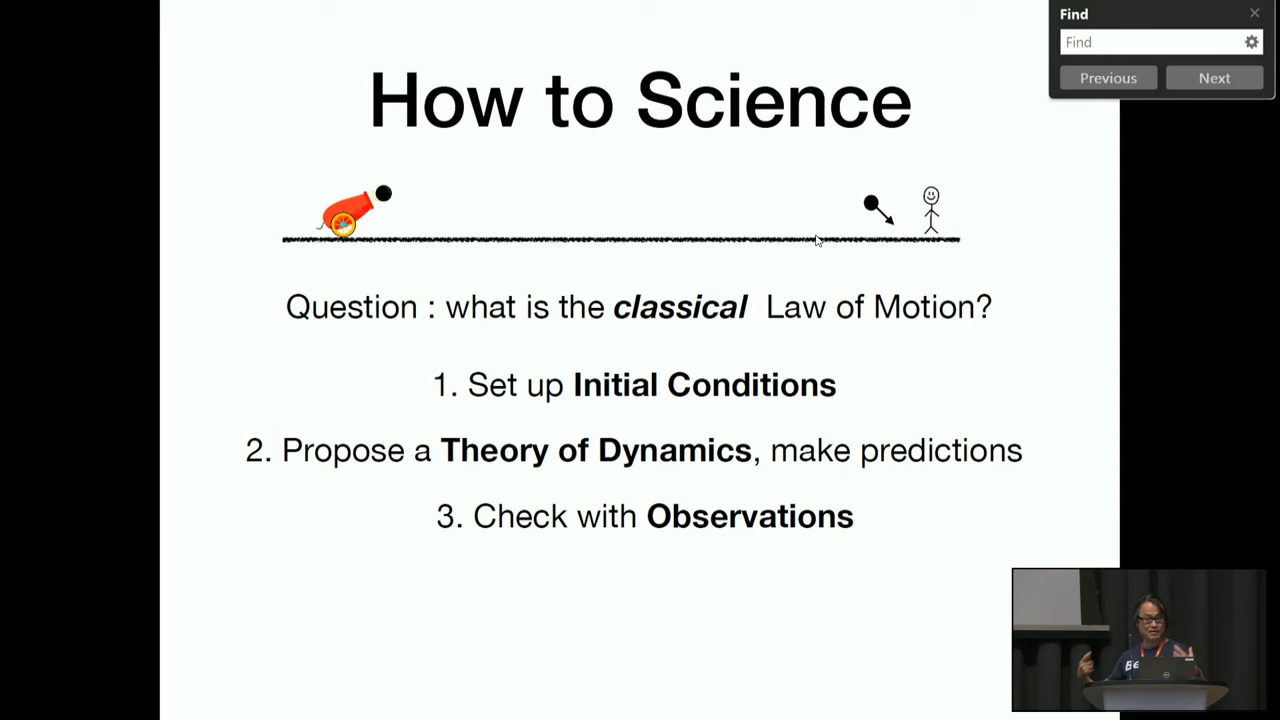 Find
Find
Previous Next
How to Science
Question : what is the classical Law of Motion?
1. Set up Initial Conditions
2. Propose a Theory of Dynamics, make predictions
3. Check with Observations